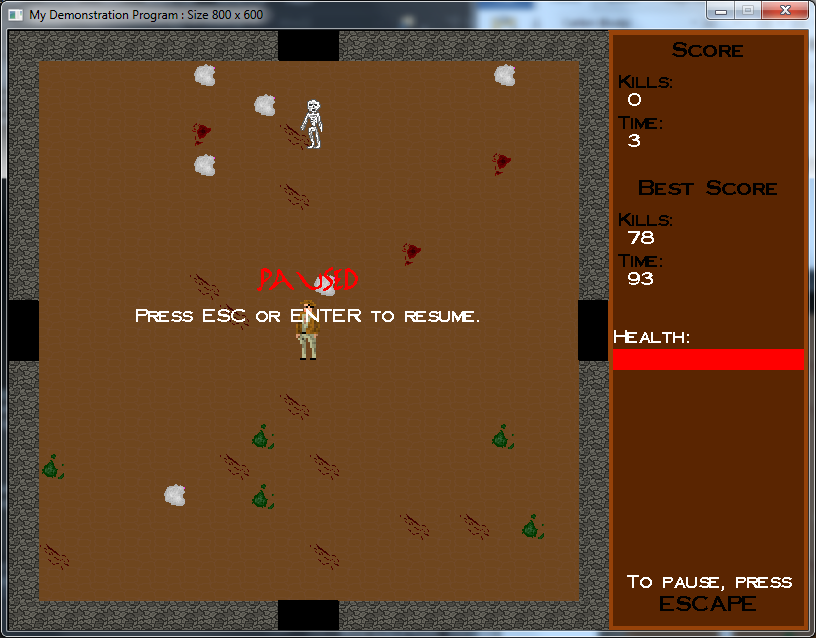 My Demonstration Program : Size 800 x 600
Score
Kills:
0
Time:
3
Best Score
Kills:
78
Time:
93
PAUSED
Press ESC or ENTER to resume.
Health:
To pause, press
ESCAPE